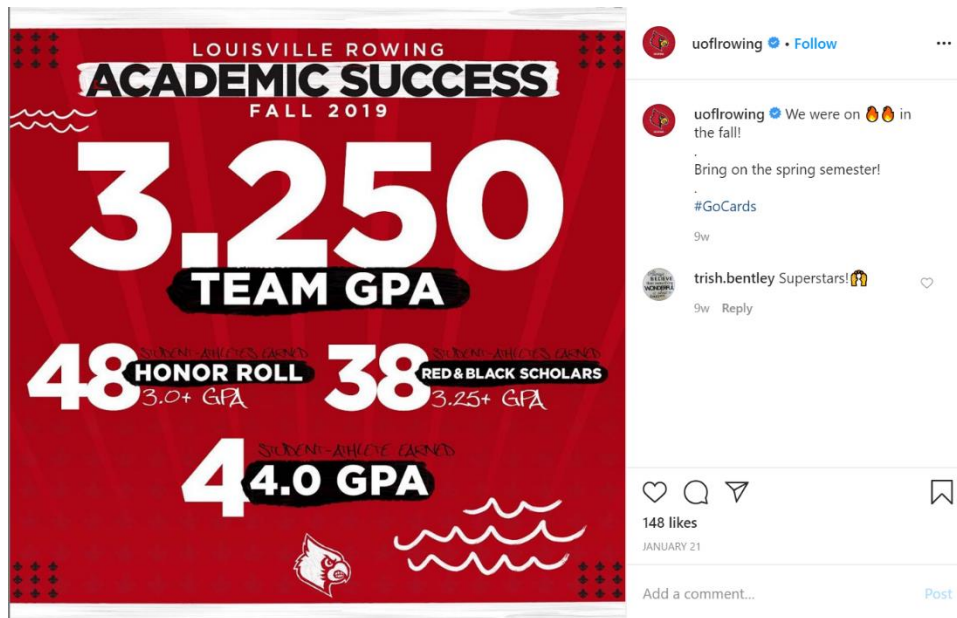 LOUISVILLE ROWING
ACADEMIC SUCCESS
FALL 2019
3.250
TEAM GPA
48
STUDENT-ATHLETES EARNED
HONOR ROLL
3.0+ GPA
38
STUDENT-ATHLETES EARNED
RED & BLACK SCHOLARS
3.25+ GPA
4
STUDENT-ATHLETE EARNED
4.0 GPA
uoflrowing • Follow
...
uoflrowing We were on 🔥🔥 in
the fall!
.
Bring on the spring semester!
.
#GoCards
9w
trish.bentley Superstars!🙌
9w Reply
148 likes
JANUARY 21
Add a comment... Post